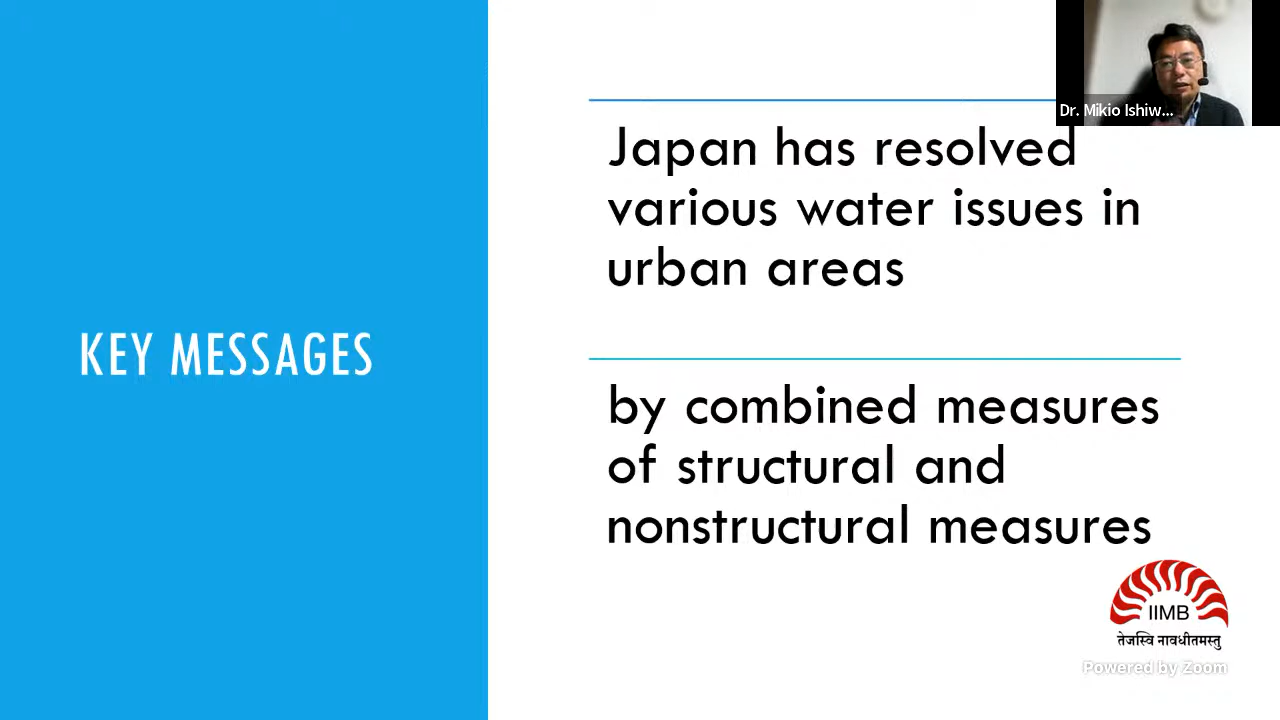 Dr. Mikio Ishiw...
KEY MESSAGES
Japan has resolved
various water issues in
urban areas
by combined measures
of structural and
nonstructural measures
IIMB
तेजस्वि नावधीतमस्तु
Powered by Zoom